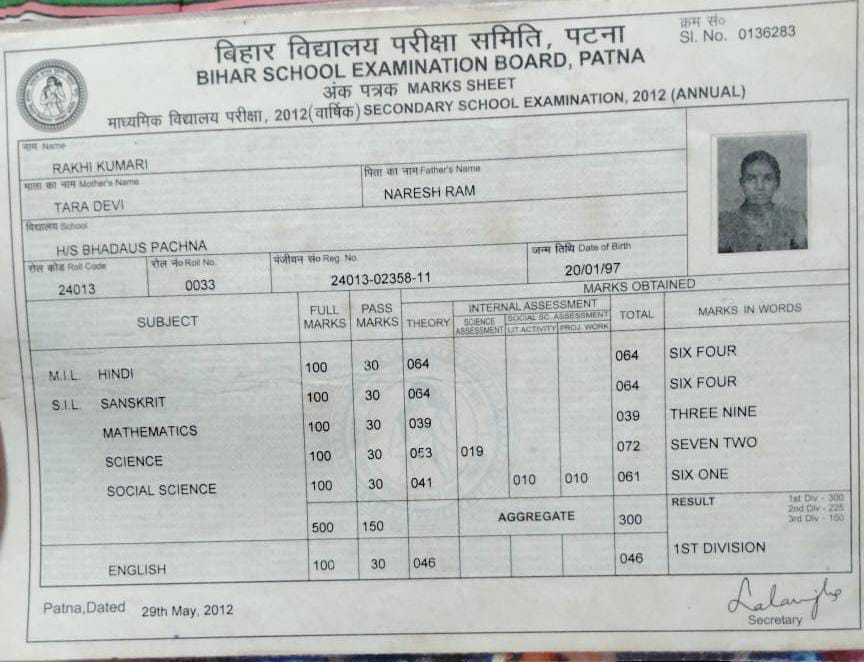 क्रम सं०
Sl. No. 0136283
बिहार विद्यालय परीक्षा समिति, पटना
BIHAR SCHOOL EXAMINATION BOARD, PATNA
अंक पत्रक MARKS SHEET
माध्यमिक विद्यालय परीक्षा, 2012(वार्षिक) SECONDARY SCHOOL EXAMINATION, 2012 (ANNUAL)
नाम Name
RAKHI KUMARI
माता का नाम Mother's Name पिता का नाम Father's Name
TARA DEVI NARESH RAM
विद्यालय School
H/S BHADAUS PACHNA
रोल कोड Roll Code रोल नं० Roll No. पंजीयन सं० Reg. No. जन्म तिथि Date of Birth
24013 0033 24013-02358-11 20/01/97
MARKS OBTAINED
SUBJECT FULL MARKS PASS MARKS THEORY INTERNAL ASSESSMENT TOTAL MARKS IN WORDS
SCIENCE ASSESSMENT SOCIAL SC. ASSESSMENT
LIT ACTIVITY PROJ. WORK
M.I.L. HINDI 100 30 064 064 SIX FOUR
S.I.L. SANSKRIT 100 30 064 064 SIX FOUR
MATHEMATICS 100 30 039 039 THREE NINE
SCIENCE 100 30 053 019 072 SEVEN TWO
SOCIAL SCIENCE 100 30 041 010 010 061 SIX ONE
500 150 AGGREGATE 300 RESULT
1st Div - 300
2nd Div - 225
3rd Div - 150
ENGLISH 100 30 046 046 1ST DIVISION
Patna,Dated 29th May, 2012
Secretary